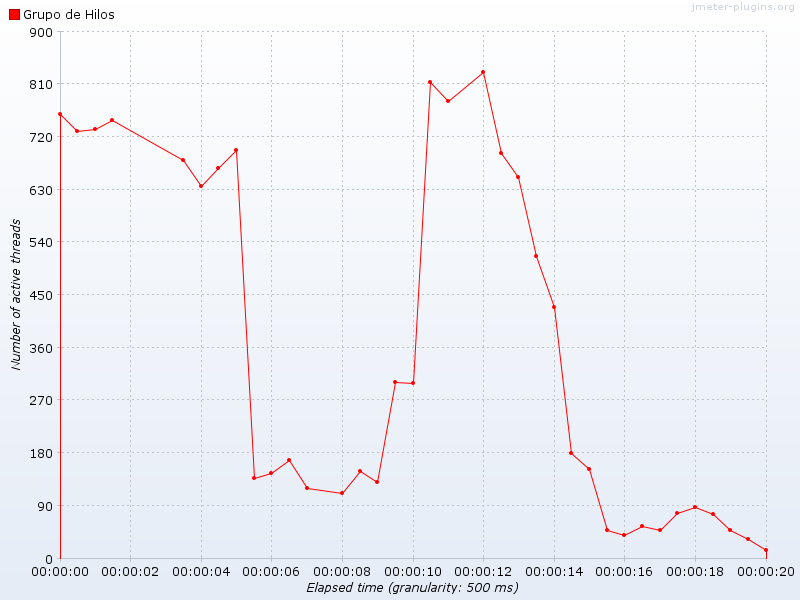 jmeter-plugins.org
Grupo de Hilos
900
810
720
630
540
450
360
270
180
90
0
Number of active threads
00:00:00 00:00:02 00:00:04 00:00:06 00:00:08 00:00:10 00:00:12 00:00:14 00:00:16 00:00:18 00:00:20
Elapsed time (granularity: 500 ms)